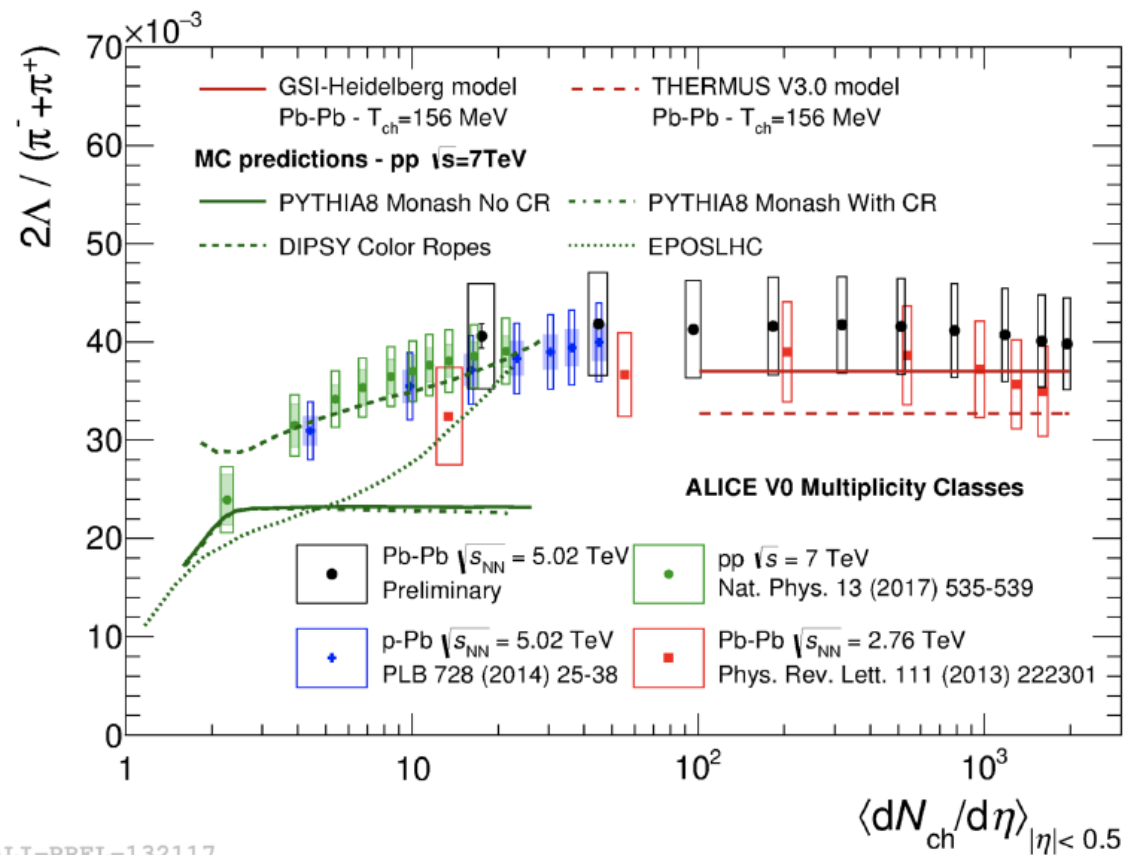 70 ×10⁻³
60
50
40
30
20
10
0
2Λ / (π⁻+π⁺)
GSI-Heidelberg model
Pb-Pb - T_ch=156 MeV
THERMUS V3.0 model
Pb-Pb - T_ch=156 MeV
MC predictions - pp √s=7TeV
PYTHIA8 Monash No CR
PYTHIA8 Monash With CR
DIPSY Color Ropes
EPOSLHC
ALICE V0 Multiplicity Classes
Pb-Pb √s_NN = 5.02 TeV
Preliminary
pp √s = 7 TeV
Nat. Phys. 13 (2017) 535-539
p-Pb √s_NN = 5.02 TeV
PLB 728 (2014) 25-38
Pb-Pb √s_NN = 2.76 TeV
Phys. Rev. Lett. 111 (2013) 222301
1 10 10² 10³
⟨dN_ch/dη⟩_|η|< 0.5